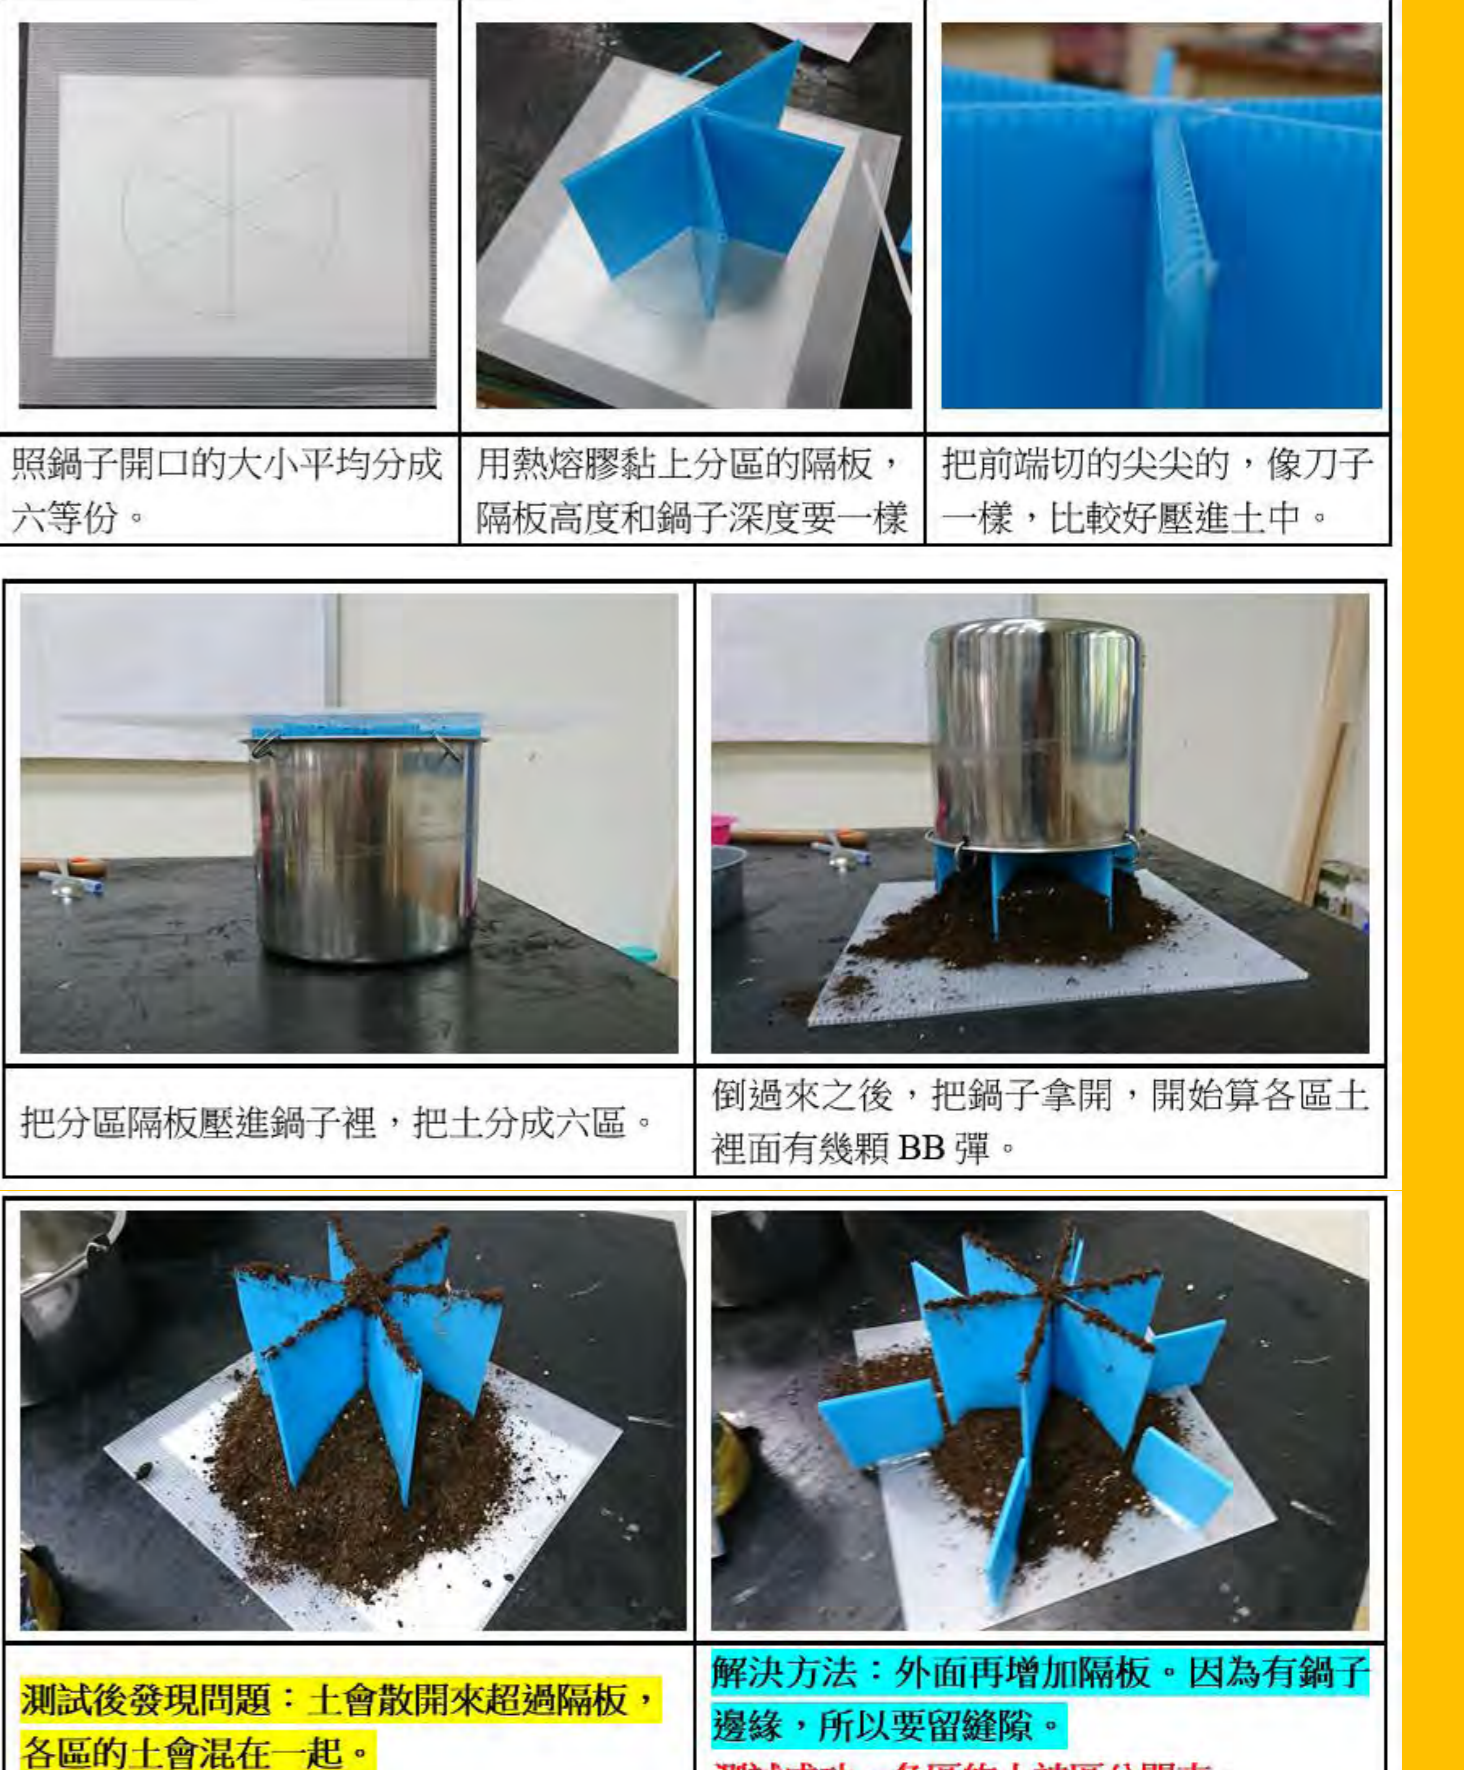 照鍋子開口的大小平均分成
六等份。
用熱熔膠黏上分區的隔板，
隔板高度和鍋子深度要一樣
把前端切的尖尖的，像刀子
一樣，比較好壓進土中。
把分區隔板壓進鍋子裡，把土分成六區。
倒過來之後，把鍋子拿開，開始算各區土
裡面有幾顆 BB 彈。
測試後發現問題：土會散開來超過隔板，
各區的土會混在一起。
解決方法：外面再增加隔板。因為有鍋子
邊緣，所以要留縫隙。